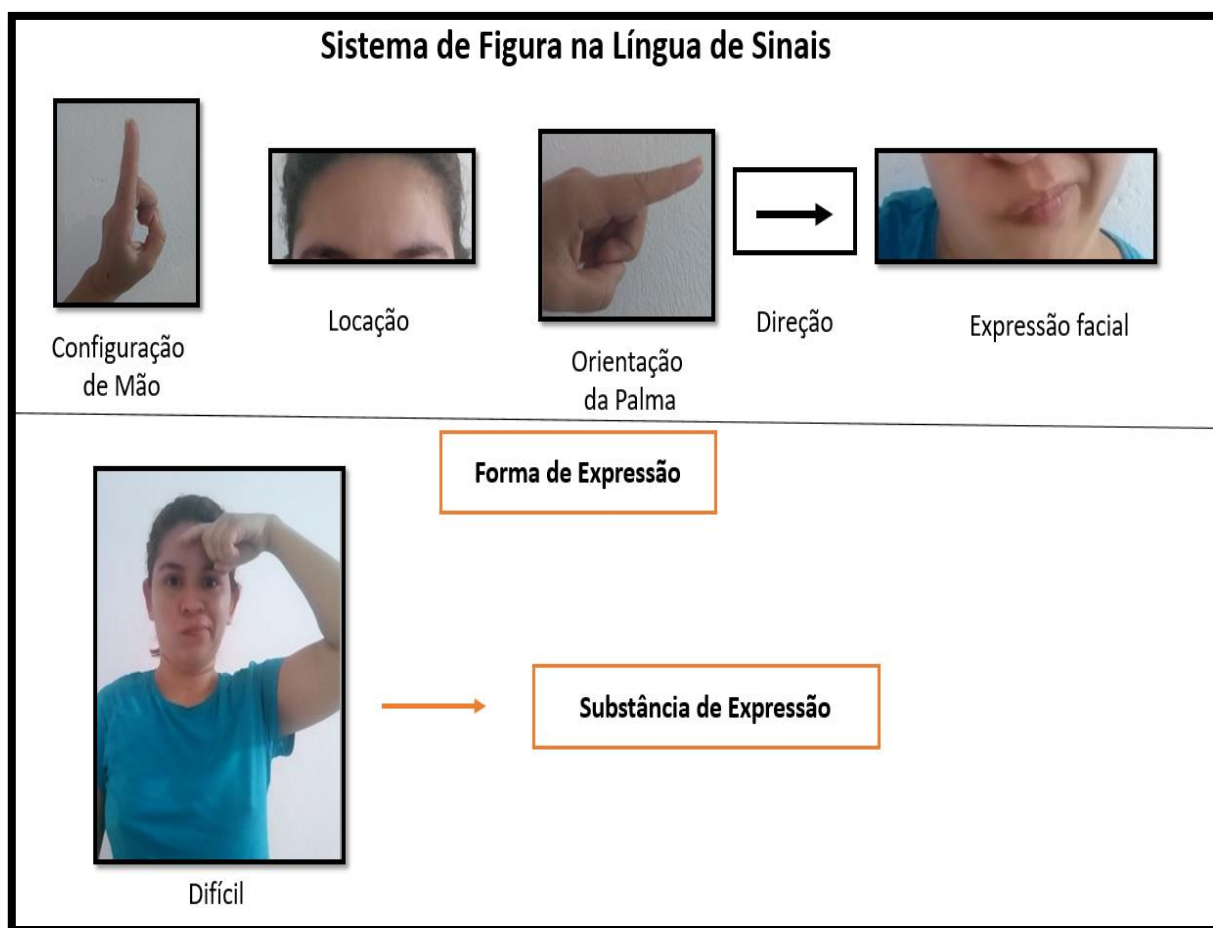 Sistema de Figura na Língua de Sinais
Configuração
de Mão
Locação
Orientação
da Palma
Direção
Expressão facial
Forma de Expressão
Substância de Expressão
Difícil